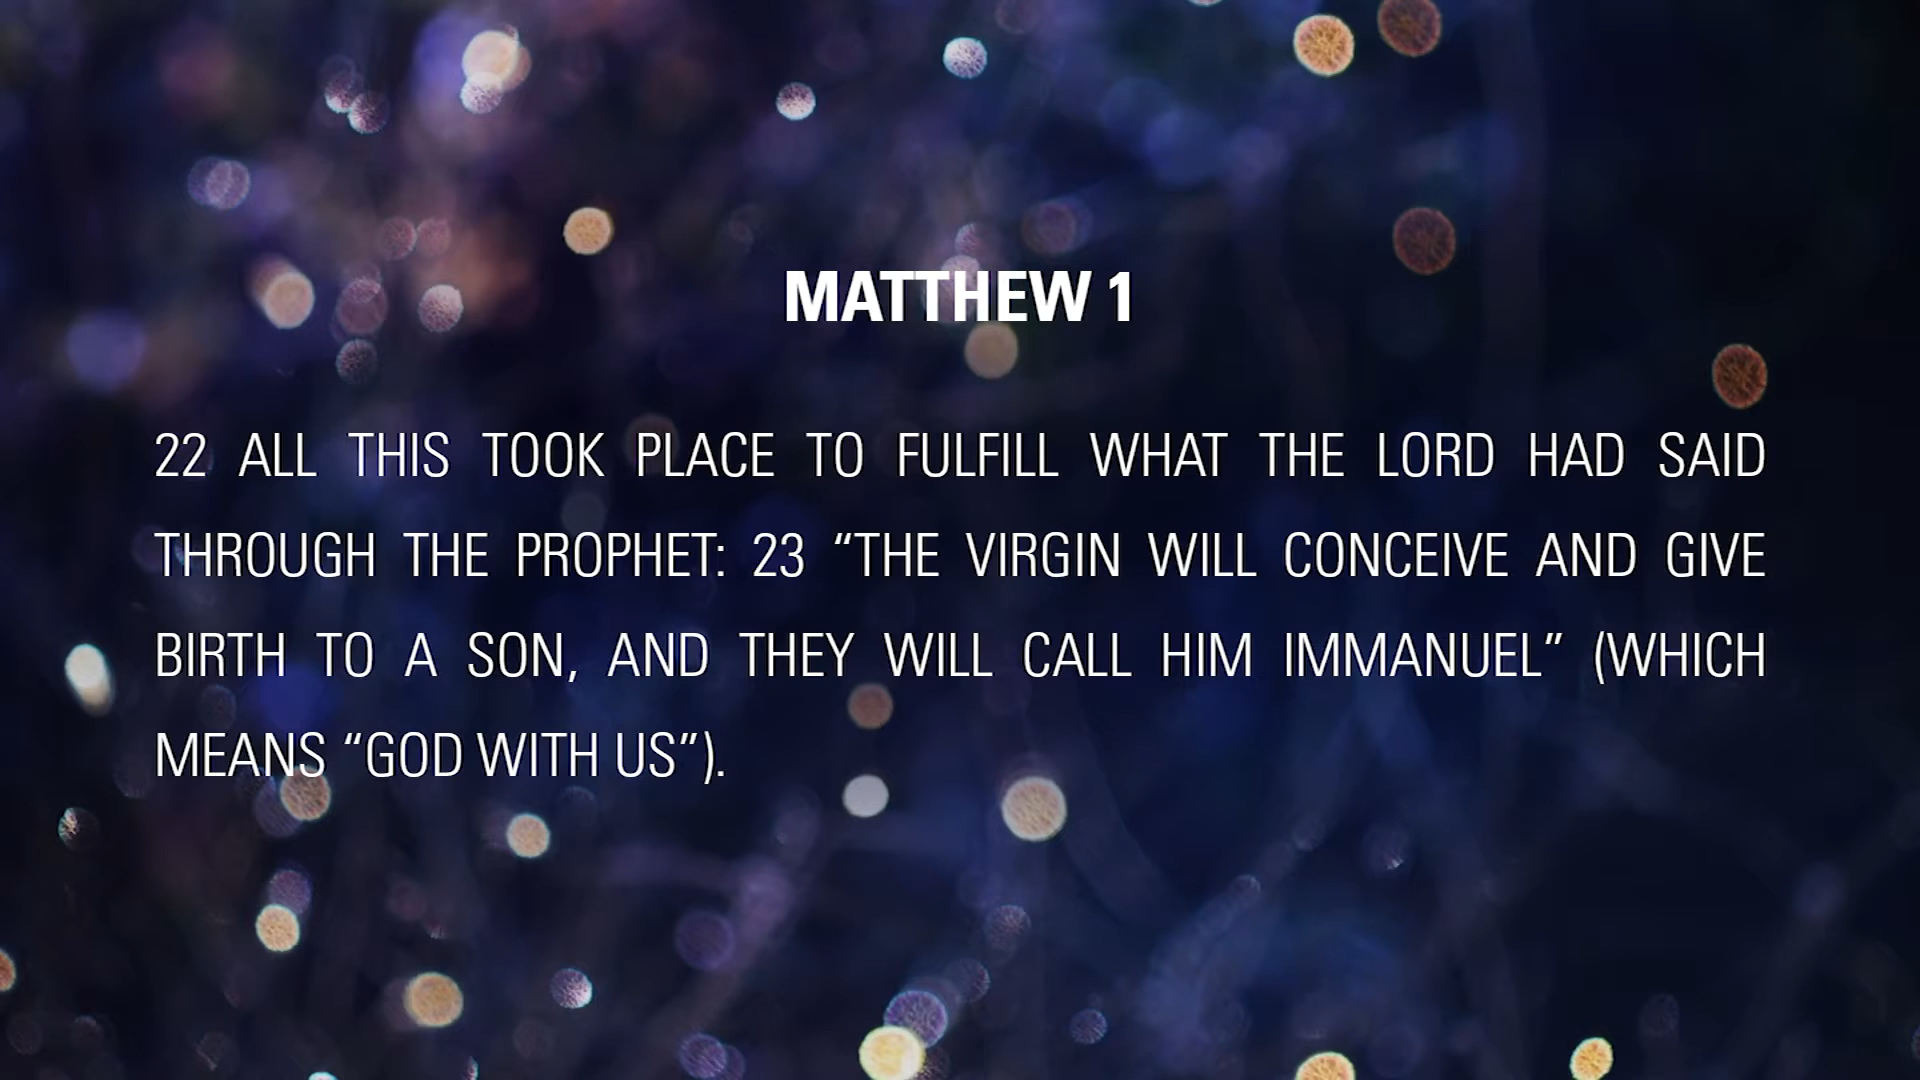 MATTHEW 1
22 ALL THIS TOOK PLACE TO FULFILL WHAT THE LORD HAD SAID
THROUGH THE PROPHET: 23 “THE VIRGIN WILL CONCEIVE AND GIVE
BIRTH TO A SON, AND THEY WILL CALL HIM IMMANUEL” (WHICH
MEANS “GOD WITH US”).